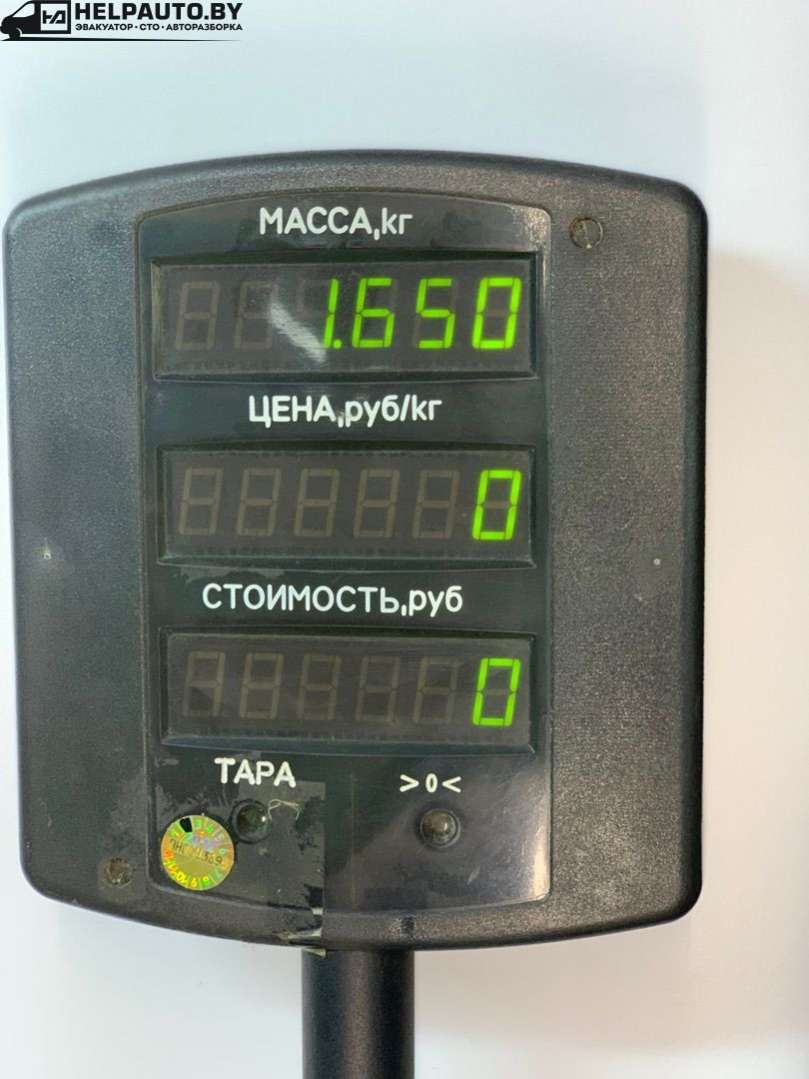 HELPAUTO.BY
ЭВАКУАТОР · СТО · АВТОРАЗБОРКА
МАССА,кг
1.650
ЦЕНА,руб/кг
0
СТОИМОСТЬ,руб
0
ТАРА
>0<